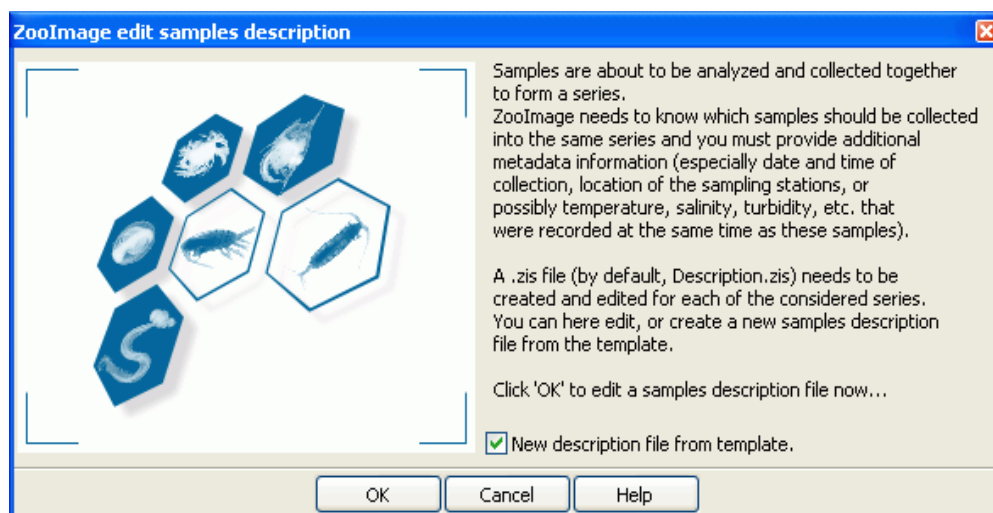 ZooImage edit samples description
Samples are about to be analyzed and collected together
to form a series.
ZooImage needs to know which samples should be collected
into the same series and you must provide additional
metadata information (especially date and time of
collection, location of the sampling stations, or
possibly temperature, salinity, turbidity, etc. that
were recorded at the same time as these samples).
A .zis file (by default, Description.zis) needs to be
created and edited for each of the considered series.
You can here edit, or create a new samples description
file from the template.
Click 'OK' to edit a samples description file now...
New description file from template.
OK
Cancel
Help